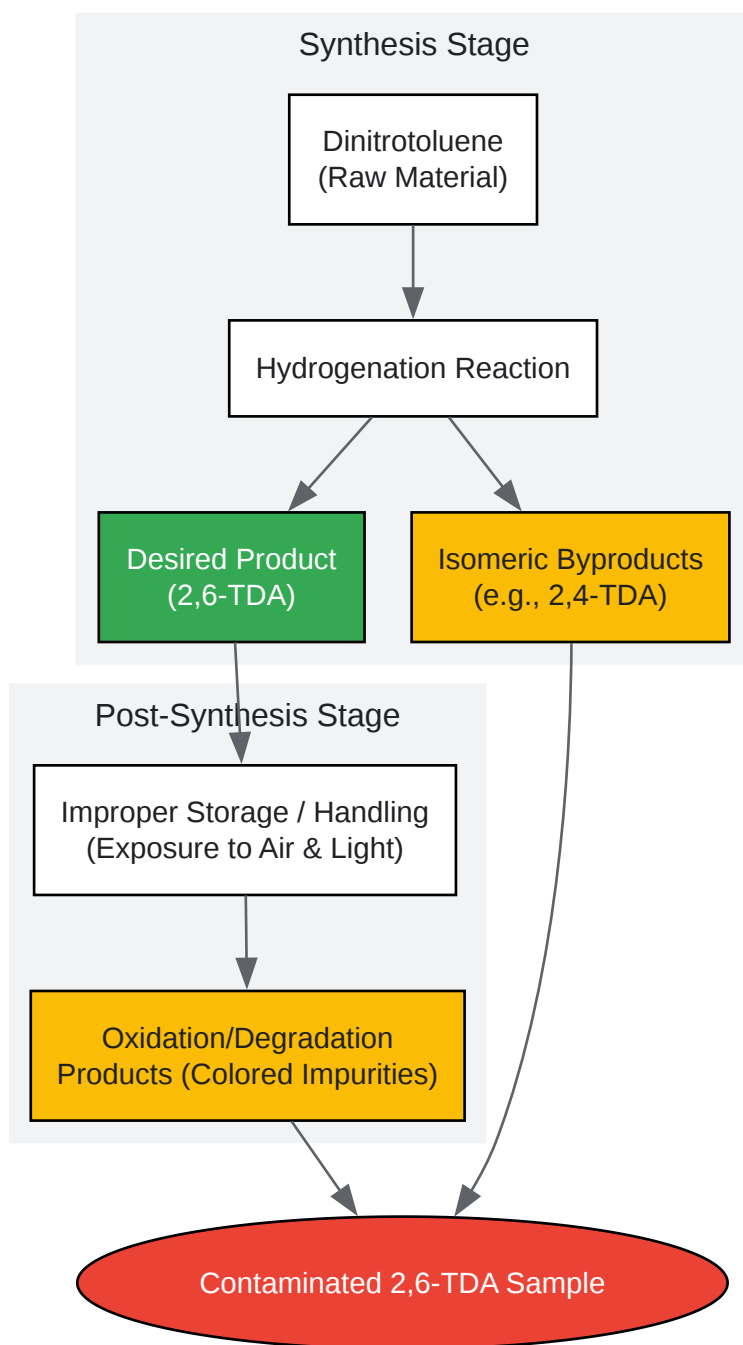 Synthesis Stage
Dinitrotoluene
(Raw Material)
Hydrogenation Reaction
Desired Product
(2,6-TDA)
Isomeric Byproducts
(e.g., 2,4-TDA)
Post-Synthesis Stage
Improper Storage / Handling
(Exposure to Air & Light)
Oxidation/Degradation
Products (Colored Impurities)
Contaminated 2,6-TDA Sample